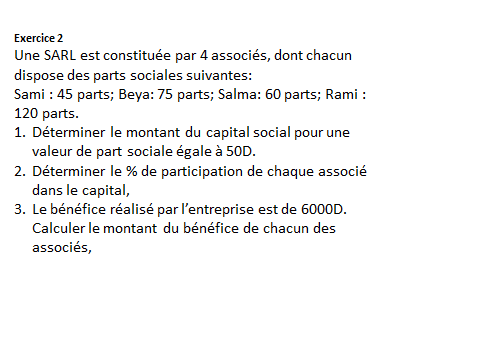 Exercice 2
Une SARL est constituée par 4 associés, dont chacun
dispose des parts sociales suivantes:
Sami : 45 parts; Beya: 75 parts; Salma: 60 parts; Rami :
120 parts.
1. Déterminer le montant du capital social pour une
valeur de part sociale égale à 50D.
2. Déterminer le % de participation de chaque associé
dans le capital,
3. Le bénéfice réalisé par l'entreprise est de 6000D.
Calculer le montant du bénéfice de chacun des
associés,